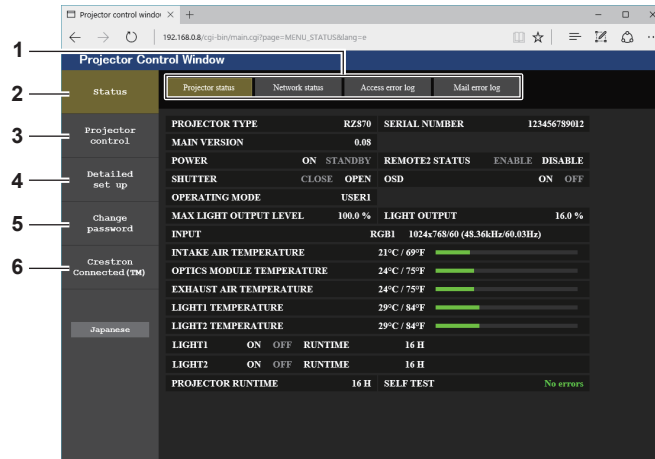 Projector control window
192.168.0.8/cgi-bin/main.cgi?page=MENU_STATUS&lang=e
1
Projector Control Window
2
Status
Projector status
Network status
Access error log
Mail error log
3
Projector
control
4
Detailed
set up
5
Change
password
6
Crestron
Connected(TM)
Japanese
PROJECTOR TYPE RZ870 SERIAL NUMBER 123456789012
MAIN VERSION 0.08
POWER ON STANDBY REMOTE2 STATUS ENABLE DISABLE
SHUTTER CLOSE OPEN OSD ON OFF
OPERATING MODE USER1
MAX LIGHT OUTPUT LEVEL 100.0 % LIGHT OUTPUT 16.0 %
INPUT RGB1 1024x768/60 (48.36kHz/60.03Hz)
INTAKE AIR TEMPERATURE 21°C / 69°F
OPTICS MODULE TEMPERATURE 24°C / 75°F
EXHAUST AIR TEMPERATURE 24°C / 75°F
LIGHT1 TEMPERATURE 29°C / 84°F
LIGHT2 TEMPERATURE 29°C / 84°F
LIGHT1 ON OFF RUNTIME 16 H
LIGHT2 ON OFF RUNTIME 16 H
PROJECTOR RUNTIME 16 H SELF TEST No errors